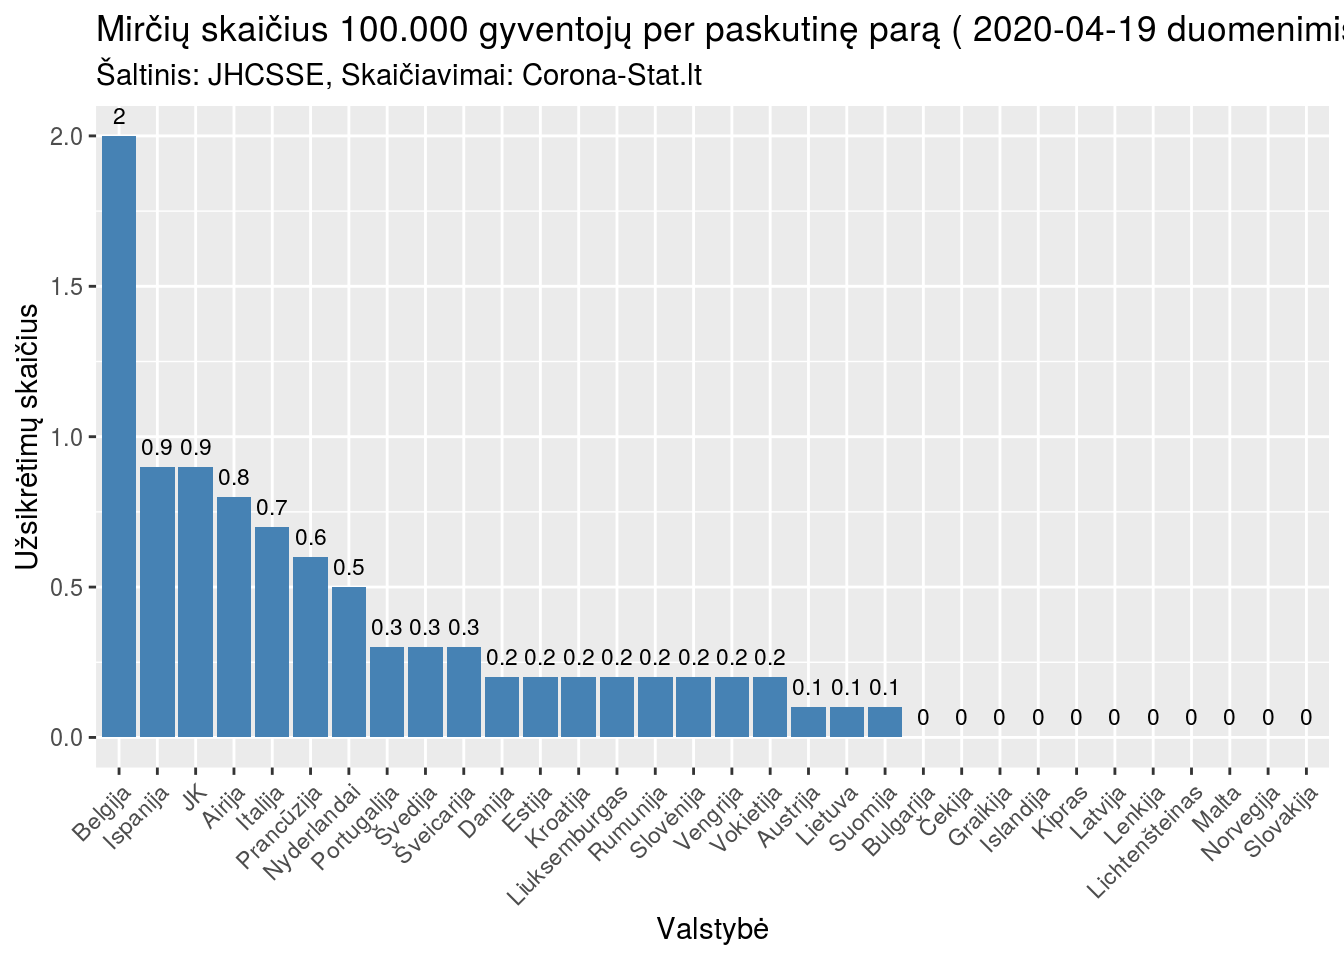 Mirčių skaičius 100.000 gyventojų per paskutinę parą ( 2020-04-19 duomenimis
Šaltinis: JHCSSE, Skaičiavimai: Corona-Stat.lt
Užsikrėtimų skaičius
2.0
1.5
1.0
0.5
0.0
2
0.9
0.9
0.8
0.7
0.6
0.5
0.3
0.3
0.3
0.2
0.2
0.2
0.2
0.2
0.2
0.2
0.2
0.1
0.1
0.1
0
0
0
0
0
0
0
0
0
0
0
Belgija
Ispanija
JK
Airija
Italija
Prancūzija
Nyderlandai
Portugalija
Švedija
Šveicarija
Danija
Estija
Kroatija
Liuksemburgas
Rumunija
Slovėnija
Vengrija
Vokietija
Austrija
Lietuva
Suomija
Bulgarija
Čekija
Graikija
Islandija
Kipras
Latvija
Lenkija
Lichtenšteinas
Malta
Norvegija
Slovakija
Valstybė